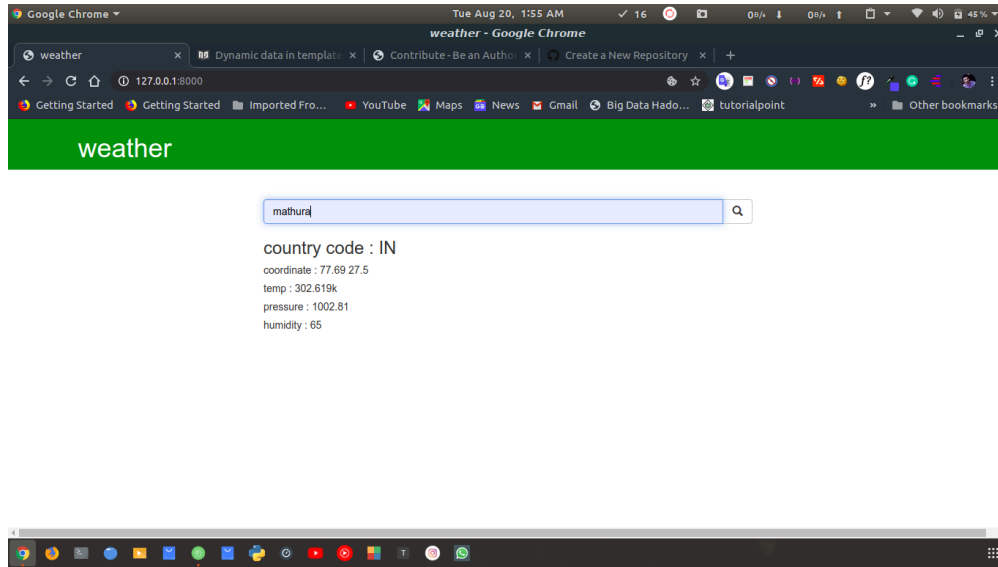 Google Chrome Tue Aug 20, 1:55 AM 16 0B/s 0B/s 45 %
weather - Google Chrome
weather Dynamic data in template Contribute - Be an Author Create a New Repository
127.0.0.1:8000
Getting Started Getting Started Imported Fro... YouTube Maps News Gmail Big Data Hado... tutorialpoint » Other bookmarks
weather
mathura
country code : IN
coordinate : 77.69 27.5
temp : 302.619k
pressure : 1002.81
humidity : 65